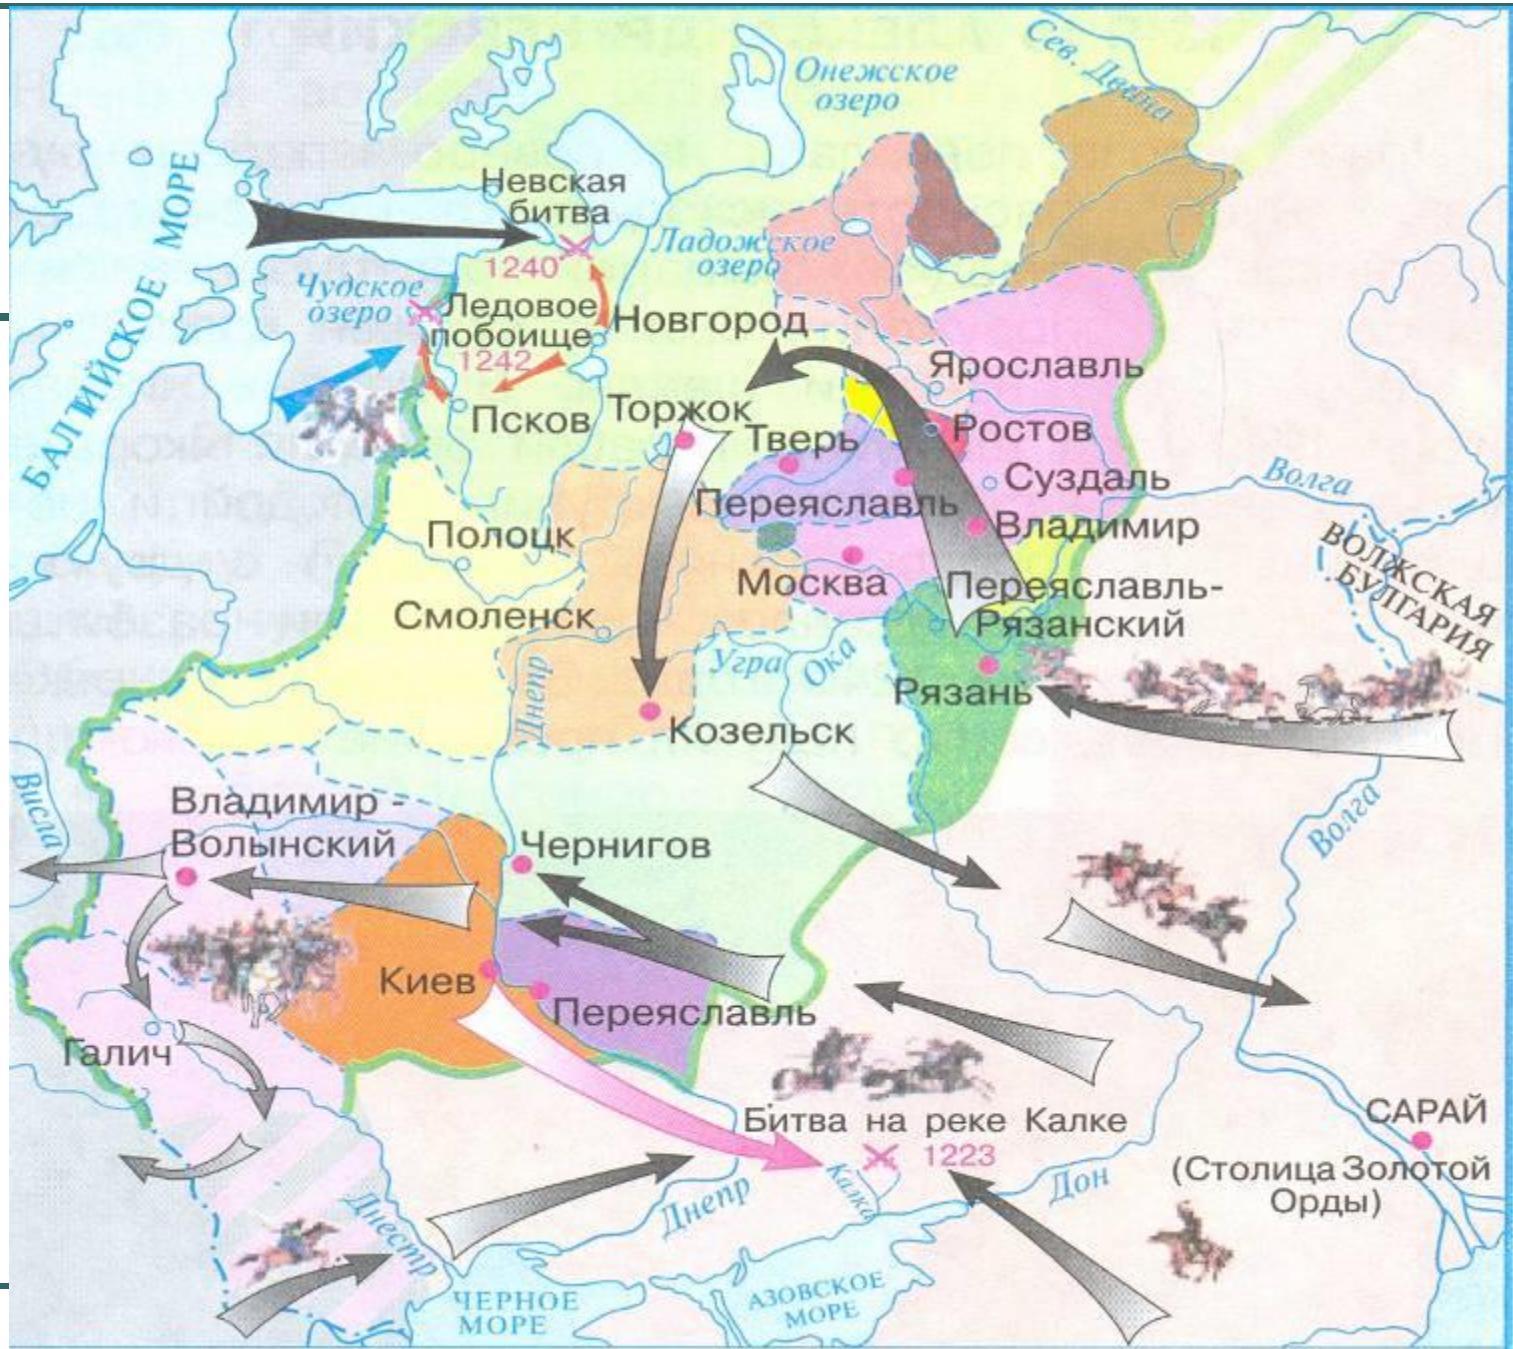 Онежское
озеро
Сев. Двина
БАЛТИЙСКОЕ МОРЕ
Невская
битва
1240
Ладожское
озеро
Чудское
озеро
Ледовое
побоище
1242
Новгород
Ярославль
Псков
Торжок
Тверь
Ростов
Суздаль
Волга
Переяславль
Владимир
ВОЛЖСКАЯ
БУЛГАРИЯ
Полоцк
Москва
Переяславль-
Рязанский
Смоленск
Днепр
Угра
Ока
Рязань
Козельск
Висла
Владимир -
Волынский
Чернигов
Волга
Киев
Переяславль
Галич
Битва на реке Калке
1223
САРАЙ
(Столица Золотой
Орды)
Калка
Дон
Днепр
Днестр
ЧЕРНОЕ
МОРЕ
АЗОВСКОЕ
МОРЕ